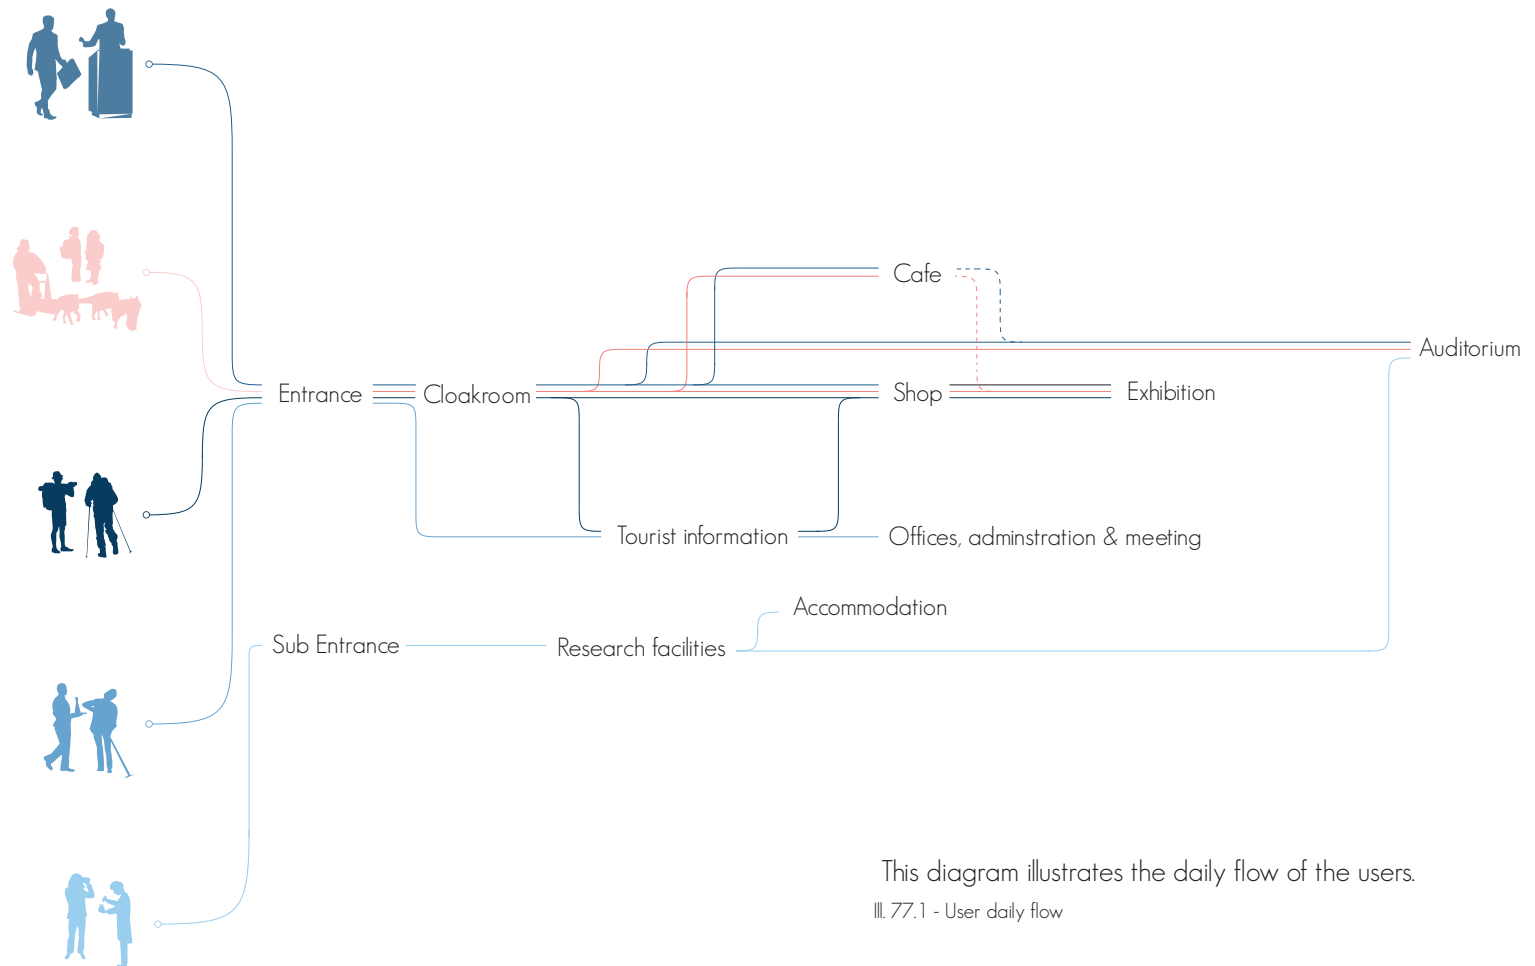 Cafe
Auditorium
Entrance
Cloakroom
Shop
Exhibition
Tourist information
Offices, adminstration & meeting
Accommodation
Sub Entrance
Research facilities
This diagram illustrates the daily flow of the users.
Ill. 77.1 - User daily flow